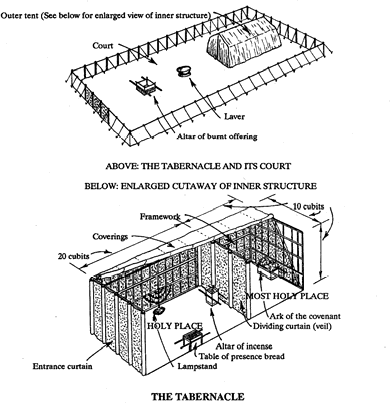 Outer tent (See below for enlarged view of inner structure)
Court
Laver
Altar of burnt offering
ABOVE: THE TABERNACLE AND ITS COURT
BELOW: ENLARGED CUTAWAY OF INNER STRUCTURE
10 cubits
Framework
Coverings
20 cubits
MOST HOLY PLACE
Ark of the covenant
HOLY PLACE
Dividing curtain (veil)
Altar of incense
Table of presence bread
Entrance curtain
Lampstand
THE TABERNACLE